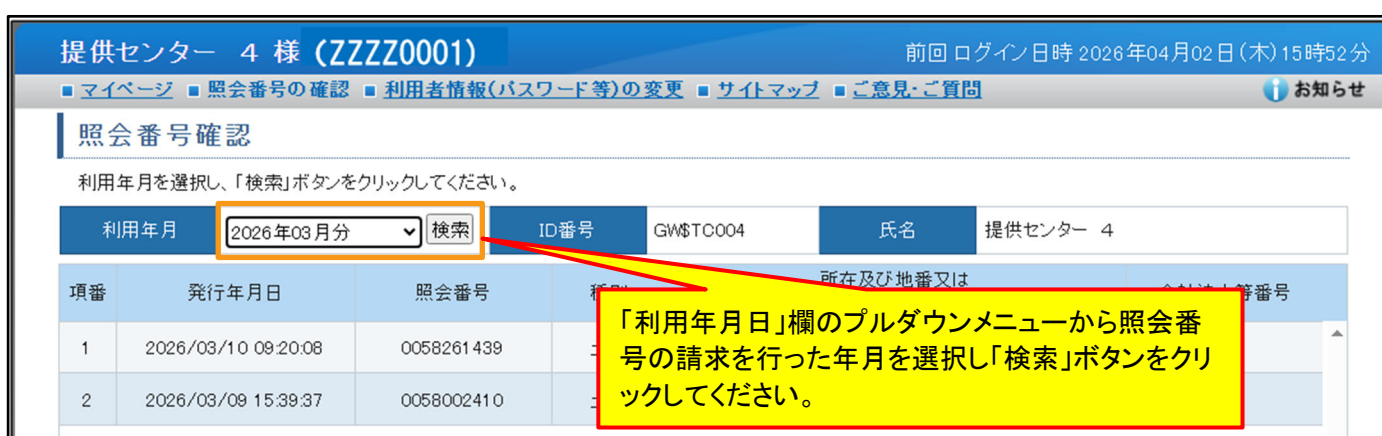 提供センター 4 様 (ZZZZ0001)
前回ログイン日時 2026年04月02日(木)15時52分
■ マイページ ■ 照会番号の確認 ■ 利用者情報(パスワード等)の変更 ■ サイトマップ ■ ご意見・ご質問
お知らせ
照会番号確認
利用年月を選択し、「検索」ボタンをクリックしてください。
利用年月 2026年03月分 検索 ID番号 GW$TC004 氏名 提供センター 4
項番 発行年月日 照会番号
所在及び地番又は
等番号
1 2026/03/10 09:20:08 0058261439
2 2026/03/09 15:39:37 0058002410
「利用年月日」欄のプルダウンメニューから照会番
号の請求を行った年月を選択し「検索」ボタンをクリ
ックしてください。